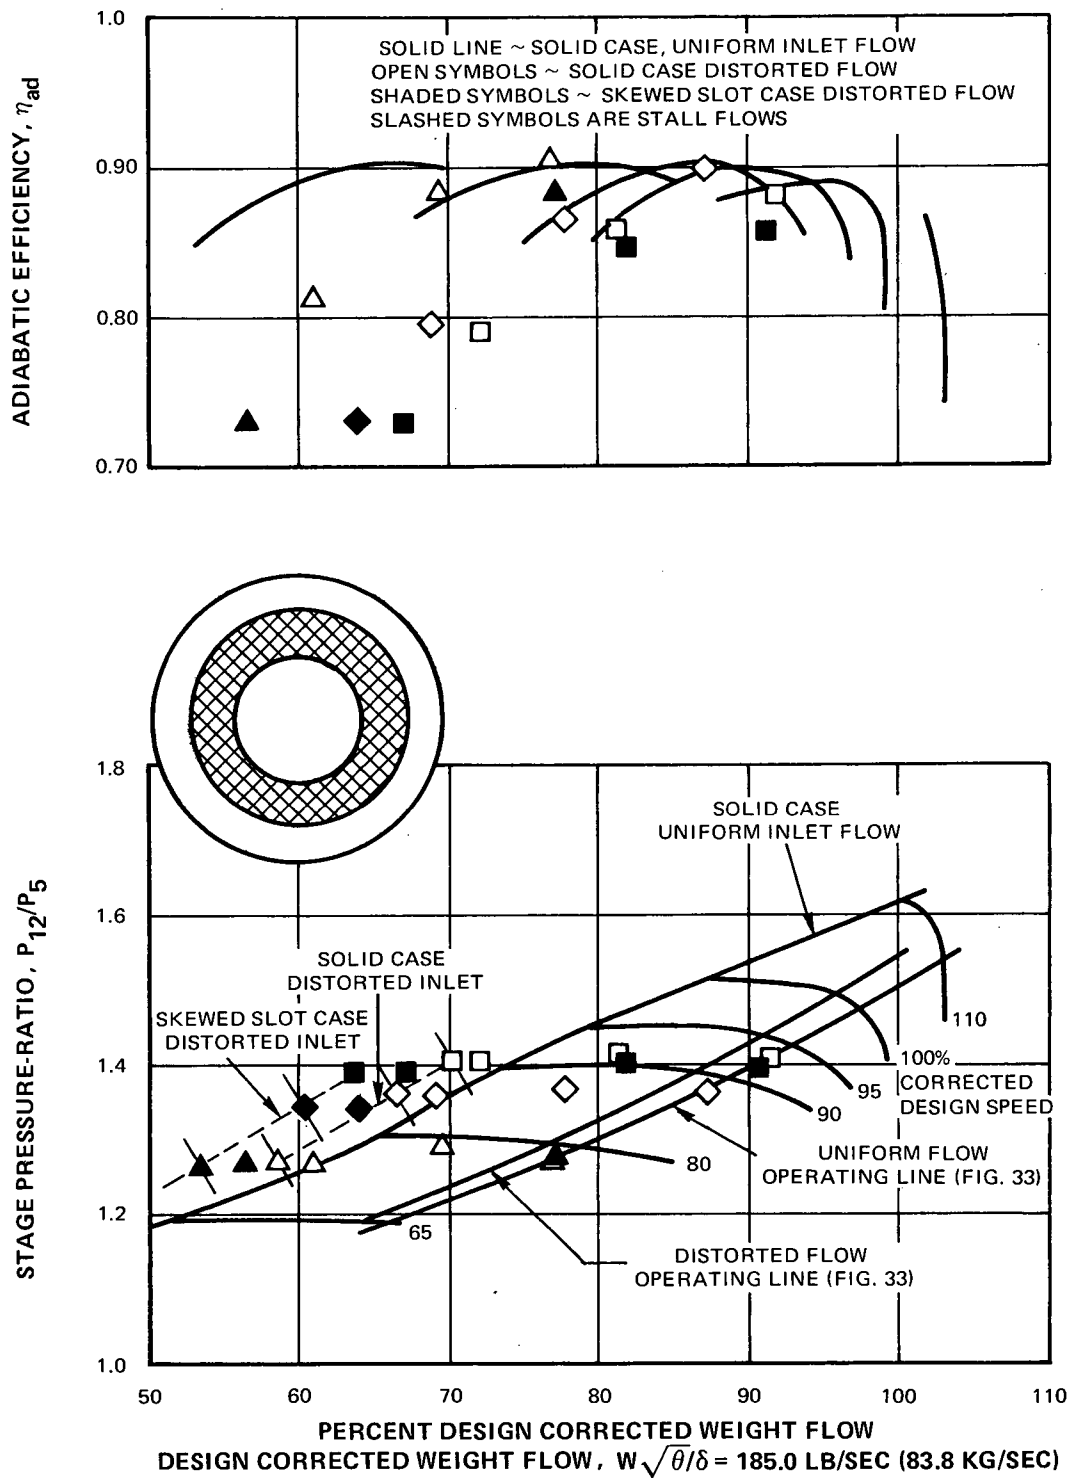 1.0
0.90
0.80
0.70
ADIABATIC EFFICIENCY, ηad
SOLID LINE ~ SOLID CASE, UNIFORM INLET FLOW
OPEN SYMBOLS ~ SOLID CASE DISTORTED FLOW
SHADED SYMBOLS ~ SKEWED SLOT CASE DISTORTED FLOW
SLASHED SYMBOLS ARE STALL FLOWS
1.8
1.6
1.4
1.2
1.0
STAGE PRESSURE-RATIO, P12/P5
SOLID CASE
UNIFORM INLET FLOW
SOLID CASE
DISTORTED INLET
SKEWED SLOT CASE
DISTORTED INLET
110
100%
CORRECTED
DESIGN SPEED
95
90
80
65
UNIFORM FLOW
OPERATING LINE (FIG. 33)
DISTORTED FLOW
OPERATING LINE (FIG. 33)
50 60 70 80 90 100 110
PERCENT DESIGN CORRECTED WEIGHT FLOW
DESIGN CORRECTED WEIGHT FLOW, W√θ/δ = 185.0 LB/SEC (83.8 KG/SEC)